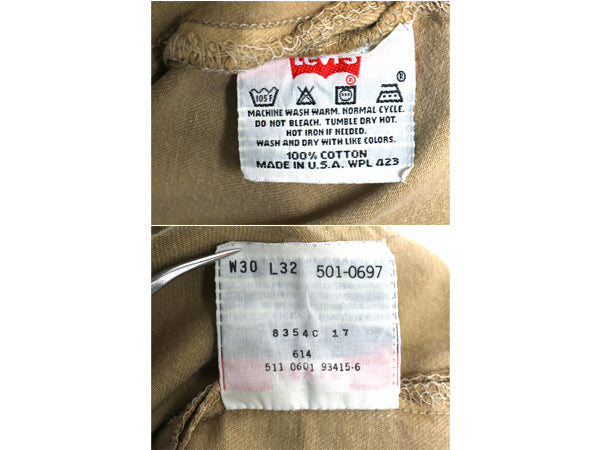 Levi's
®
®
105F
MACHINE WASH WARM. NORMAL CYCLE.
DO NOT BLEACH. TUMBLE DRY HOT.
HOT IRON IF NEEDED.
WASH AND DRY WITH LIKE COLORS.
100% COTTON
MADE IN U.S.A. WPL 423
W30 L32 501-0697
8354C 17
614
511 0601 93415-6